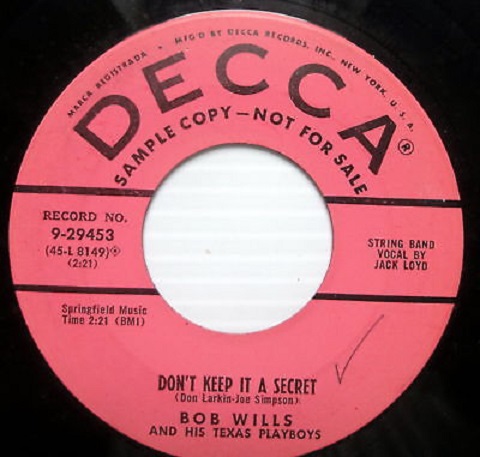 MARCA REGISTRADA • MFG'D BY DECCA RECORDS, INC., NEW YORK, U. S. A.
DECCA®
SAMPLE COPY — NOT FOR SALE
RECORD NO.
9-29453
(45-L 8149)
(2:21)
STRING BAND
VOCAL BY
JACK LOYD
Springfield Music
Time 2:21 (BMI)
DON'T KEEP IT A SECRET
(Don Larkin-Joe Simpson)
BOB WILLS
AND HIS TEXAS PLAYBOYS